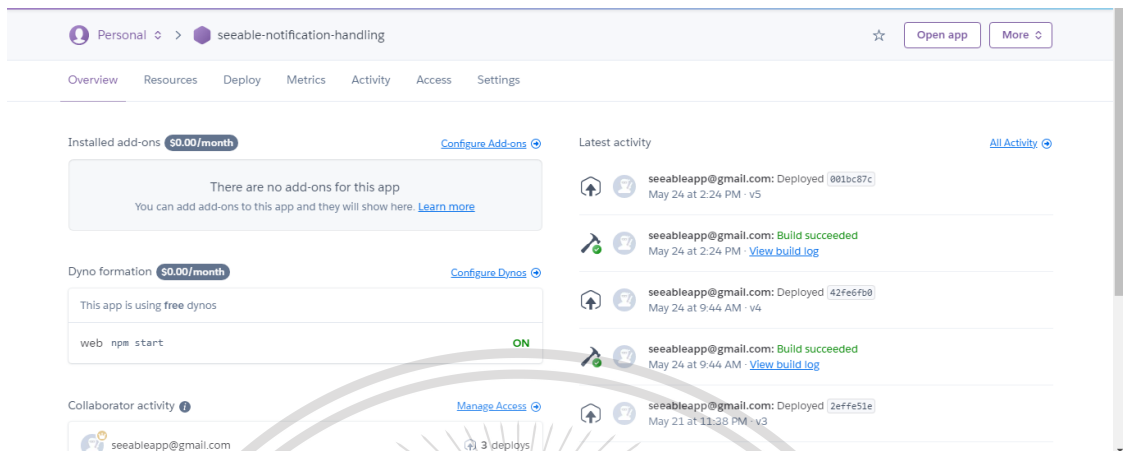 Personal > seeable-notification-handling
Open app
More
Overview Resources Deploy Metrics Activity Access Settings
Installed add-ons $0.00/month
Configure Add-ons
There are no add-ons for this app
You can add add-ons to this app and they will show here. Learn more
Dyno formation $0.00/month
Configure Dynos
This app is using free dynos
web npm start ON
Collaborator activity
Manage Access
seeableapp@gmail.com
3 deploys
Latest activity
All Activity
seeableapp@gmail.com: Deployed 001bc87c
May 24 at 2:24 PM · v5
seeableapp@gmail.com: Build succeeded
May 24 at 2:24 PM · View build log
seeableapp@gmail.com: Deployed 42fe6fb0
May 24 at 9:44 AM · v4
seeableapp@gmail.com: Build succeeded
May 24 at 9:44 AM · View build log
seeableapp@gmail.com: Deployed 2effe51e
May 21 at 11:38 PM · v3